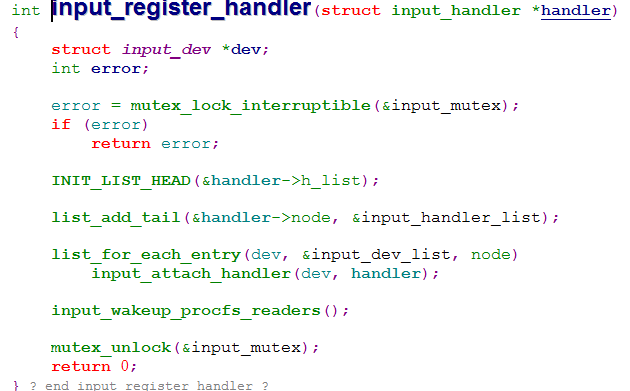 int input_register_handler(struct input_handler *handler)
{
struct input_dev *dev;
int error;
error = mutex_lock_interruptible(&input_mutex);
if (error)
return error;
INIT_LIST_HEAD(&handler->h_list);
list_add_tail(&handler->node, &input_handler_list);
list_for_each_entry(dev, &input_dev_list, node)
input_attach_handler(dev, handler);
input_wakeup_procfs_readers();
mutex_unlock(&input_mutex);
return 0;
} ? end input_register_handler ?